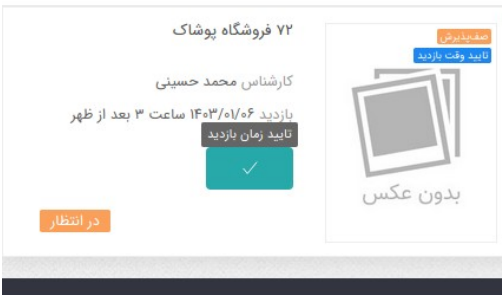 صف‌پذیرش
تایید وقت بازدید
بدون عکس
۷۲ فروشگاه پوشاک
کارشناس محمد حسینی
بازدید ۱۴۰۳/۰۱/۰۶ ساعت ۳ بعد از ظهر
تایید زمان بازدید
در انتظار